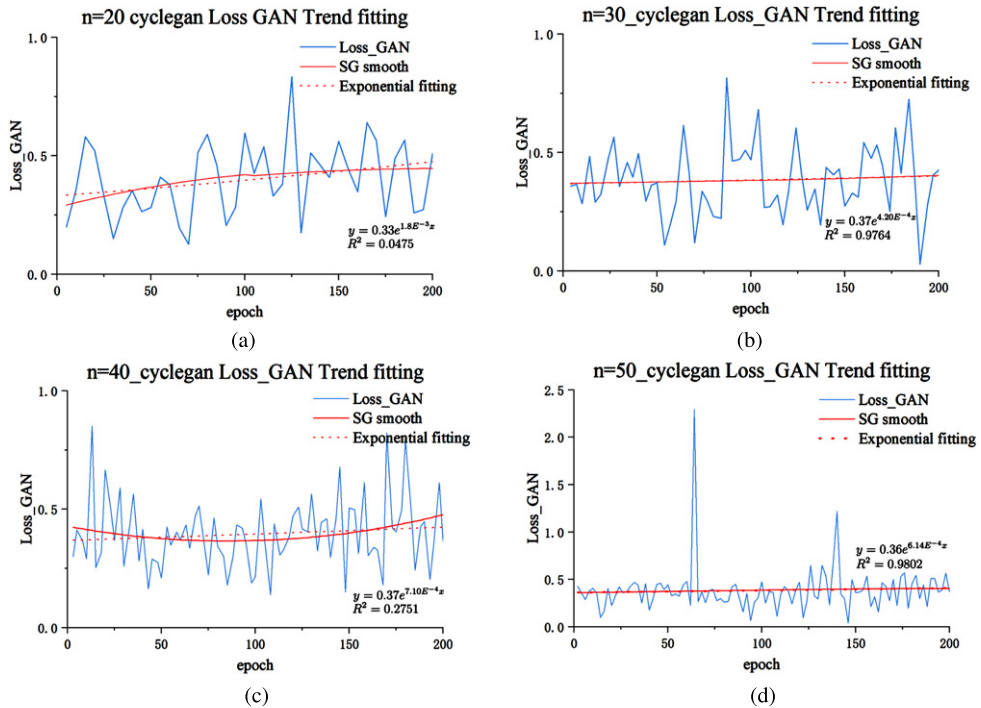 n=20 cyclegan Loss GAN Trend fitting
1.0
Loss_GAN
SG smooth
Exponential fitting
Loss_GAN
0.5
y = 0.33e^{1.8E−3x}
R² = 0.0475
0.0
0 50 100 150 200
epoch
(a)
n=30_cyclegan Loss_GAN Trend fitting
1.0
Loss_GAN
SG smooth
Exponential fitting
Loss_GAN
0.5
y = 0.37e^{4.20E−4x}
R² = 0.9764
0.0
0 50 100 150 200
epoch
(b)
n=40_cyclegan Loss_GAN Trend fitting
1.0
Loss_GAN
SG smooth
Exponential fitting
Loss_GAN
0.5
y = 0.37e^{7.10E−4x}
R² = 0.2751
0.0
0 50 100 150 200
epoch
(c)
n=50_cyclegan Loss_GAN Trend fitting
2.5
Loss_GAN
SG smooth
2.0
Exponential fitting
1.5
Loss_GAN
1.0
y = 0.36e^{6.14E−4x}
R² = 0.9802
0.5
0.0
0 50 100 150 200
epoch
(d)